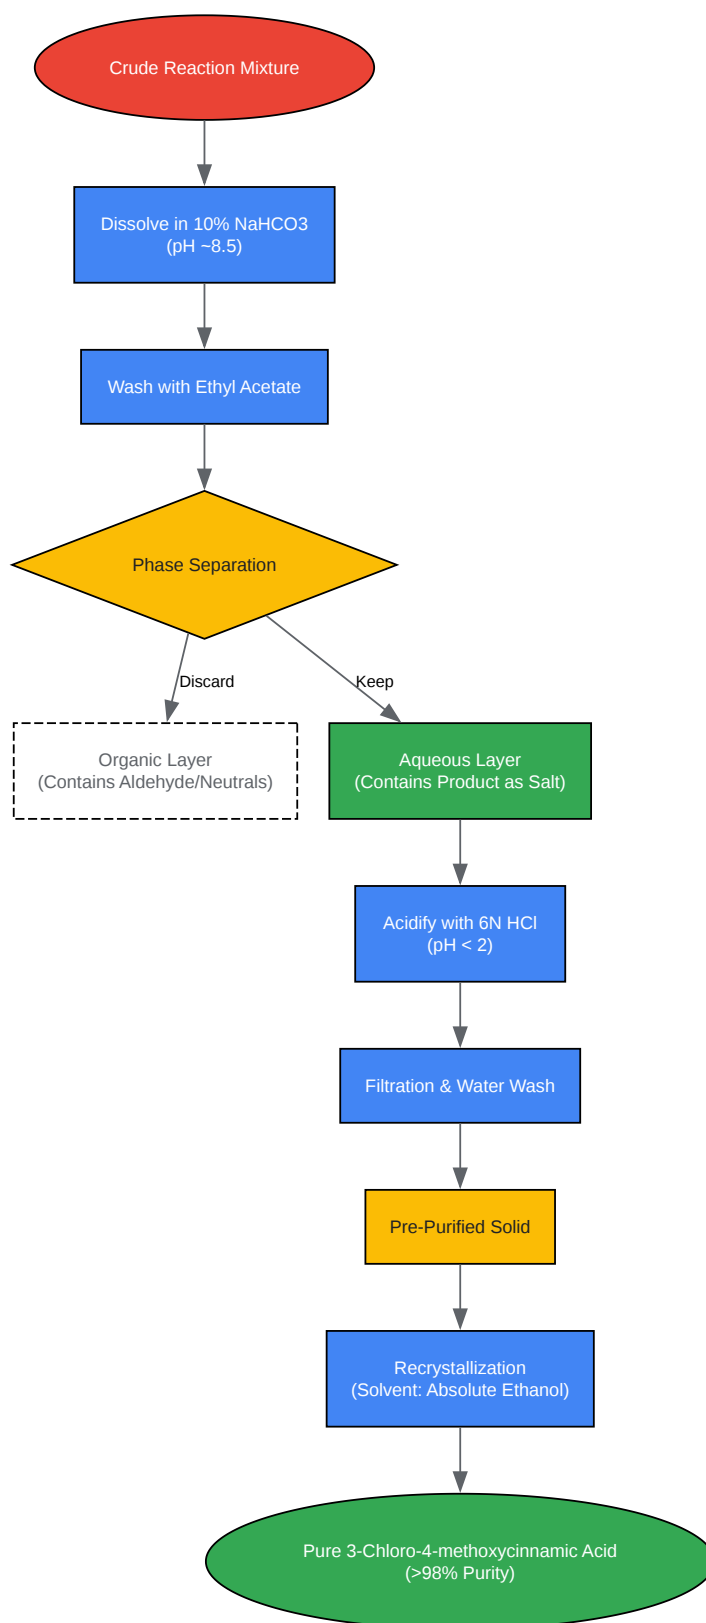 Crude Reaction Mixture
Dissolve in 10% NaHCO3
(pH ~8.5)
Wash with Ethyl Acetate
Phase Separation
Discard
Keep
Organic Layer
(Contains Aldehyde/Neutrals)
Aqueous Layer
(Contains Product as Salt)
Acidify with 6N HCl
(pH < 2)
Filtration & Water Wash
Pre-Purified Solid
Recrystallization
(Solvent: Absolute Ethanol)
Pure 3-Chloro-4-methoxycinnamic Acid
(>98% Purity)